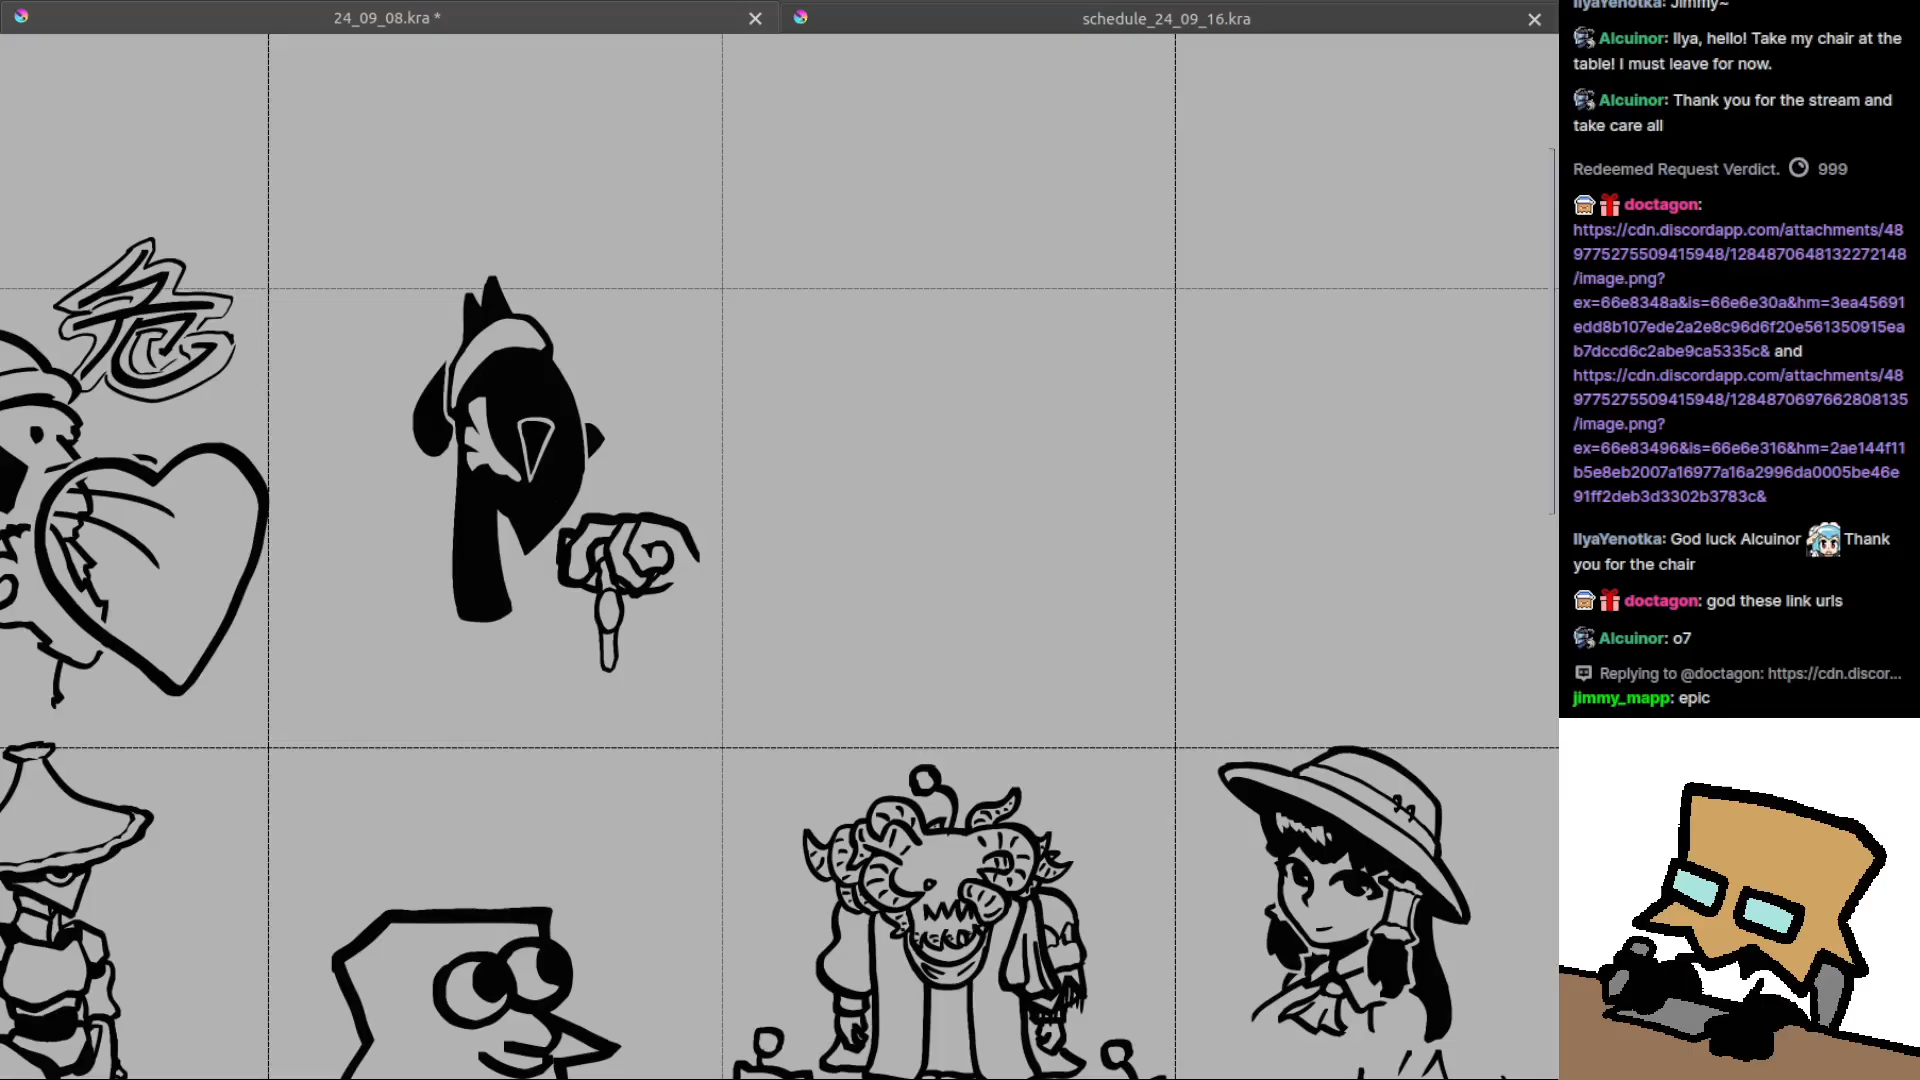 24_09_08.kra *
schedule_24_09_16.kra
IlyaYenotka: Jimmy~
Alcuinor: Ilya, hello! Take my chair at the
table! I must leave for now.
Alcuinor: Thank you for the stream and
take care all
Redeemed Request Verdict. 999
doctagon:
https://cdn.discordapp.com/attachments/48
9775275509415948/1284870648132272148
/image.png?
ex=66e8348a&is=66e6e30a&hm=3ea45691
edd8b107ede2a2e8c96d6f20e561350915ea
b7dccd6c2abe9ca5335c& and
https://cdn.discordapp.com/attachments/48
9775275509415948/1284870697662808135
/image.png?
ex=66e83496&is=66e6e316&hm=2ae144f11
b5e8eb2007a16977a16a2996da0005be46e
91ff2deb3d3302b3783c&
IlyaYenotka: God luck Alcuinor Thank
you for the chair
doctagon: god these link urls
Alcuinor: o7
Replying to @doctagon: https://cdn.discor...
jimmy_mapp: epic